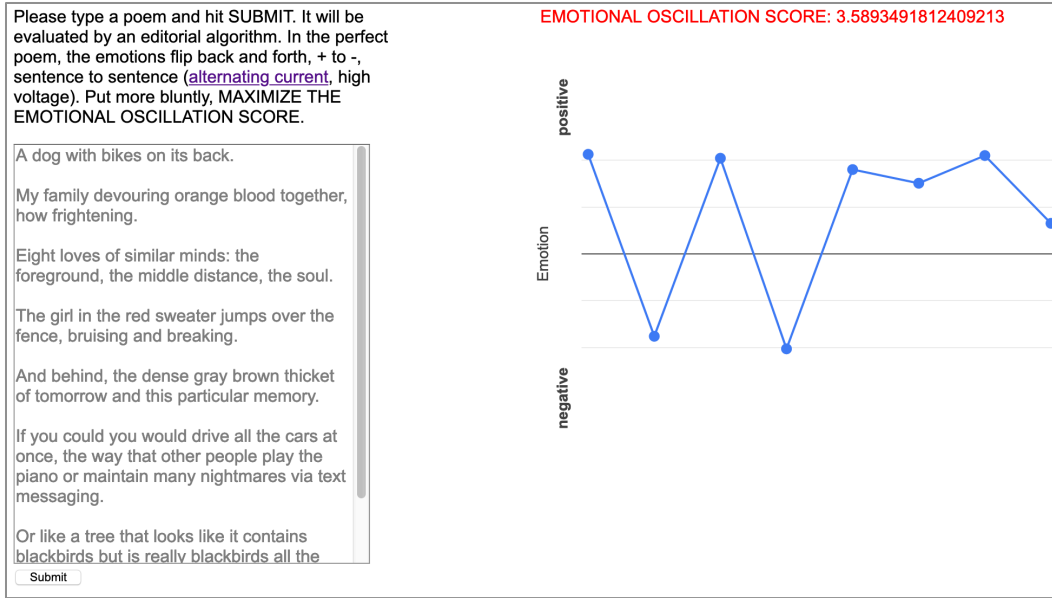 Please type a poem and hit SUBMIT. It will be
evaluated by an editorial algorithm. In the perfect
poem, the emotions flip back and forth, + to -,
sentence to sentence (alternating current, high
voltage). Put more bluntly, MAXIMIZE THE
EMOTIONAL OSCILLATION SCORE.
A dog with bikes on its back.
My family devouring orange blood together,
how frightening.
Eight loves of similar minds: the
foreground, the middle distance, the soul.
The girl in the red sweater jumps over the
fence, bruising and breaking.
And behind, the dense gray brown thicket
of tomorrow and this particular memory.
If you could you would drive all the cars at
once, the way that other people play the
piano or maintain many nightmares via text
messaging.
Or like a tree that looks like it contains
blackbirds but is really blackbirds all the
Submit
EMOTIONAL OSCILLATION SCORE: 3.5893491812409213
positive
Emotion
negative